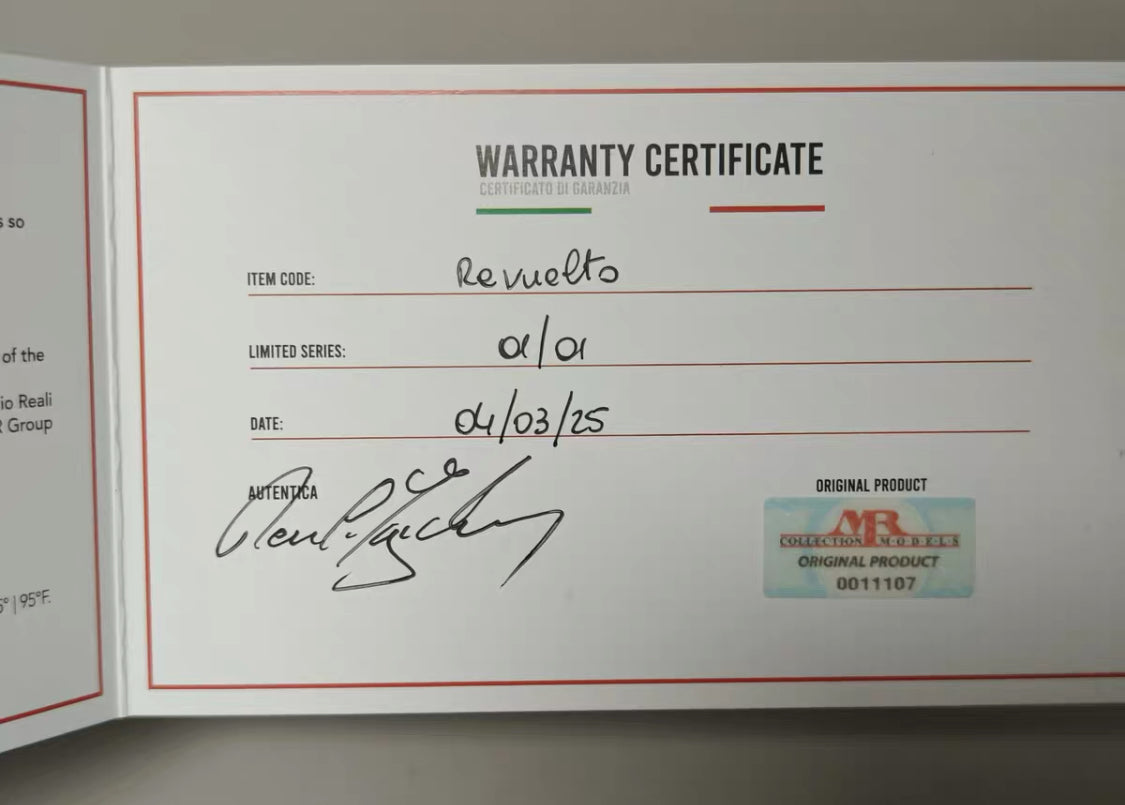 s so
of the
io Reali
R Group
5° | 95°F.
WARRANTY CERTIFICATE
CERTIFICATO DI GARANZIA
ITEM CODE: Revuelto
LIMITED SERIES: 01/01
DATE: 04/03/25
AUTENTICA
ORIGINAL PRODUCT
MR
COLLECTION MODELS
ORIGINAL PRODUCT
0011107